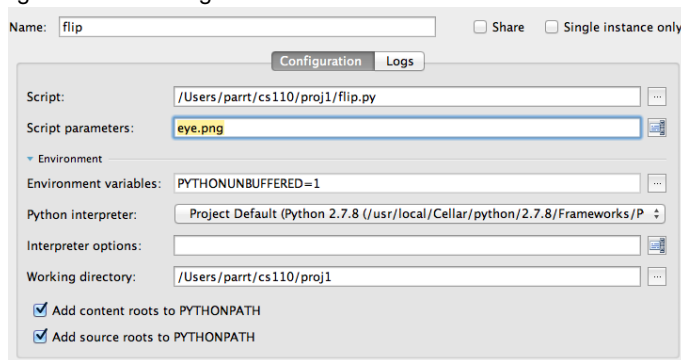 Name: flip Share Single instance only
Configuration Logs
Script: /Users/parrt/cs110/proj1/flip.py ...
Script parameters: eye.png
Environment
Environment variables: PYTHONUNBUFFERED=1 ...
Python interpreter: Project Default (Python 2.7.8 (/usr/local/Cellar/python/2.7.8/Frameworks/P
Interpreter options:
Working directory: /Users/parrt/cs110/proj1 ...
Add content roots to PYTHONPATH
Add source roots to PYTHONPATH